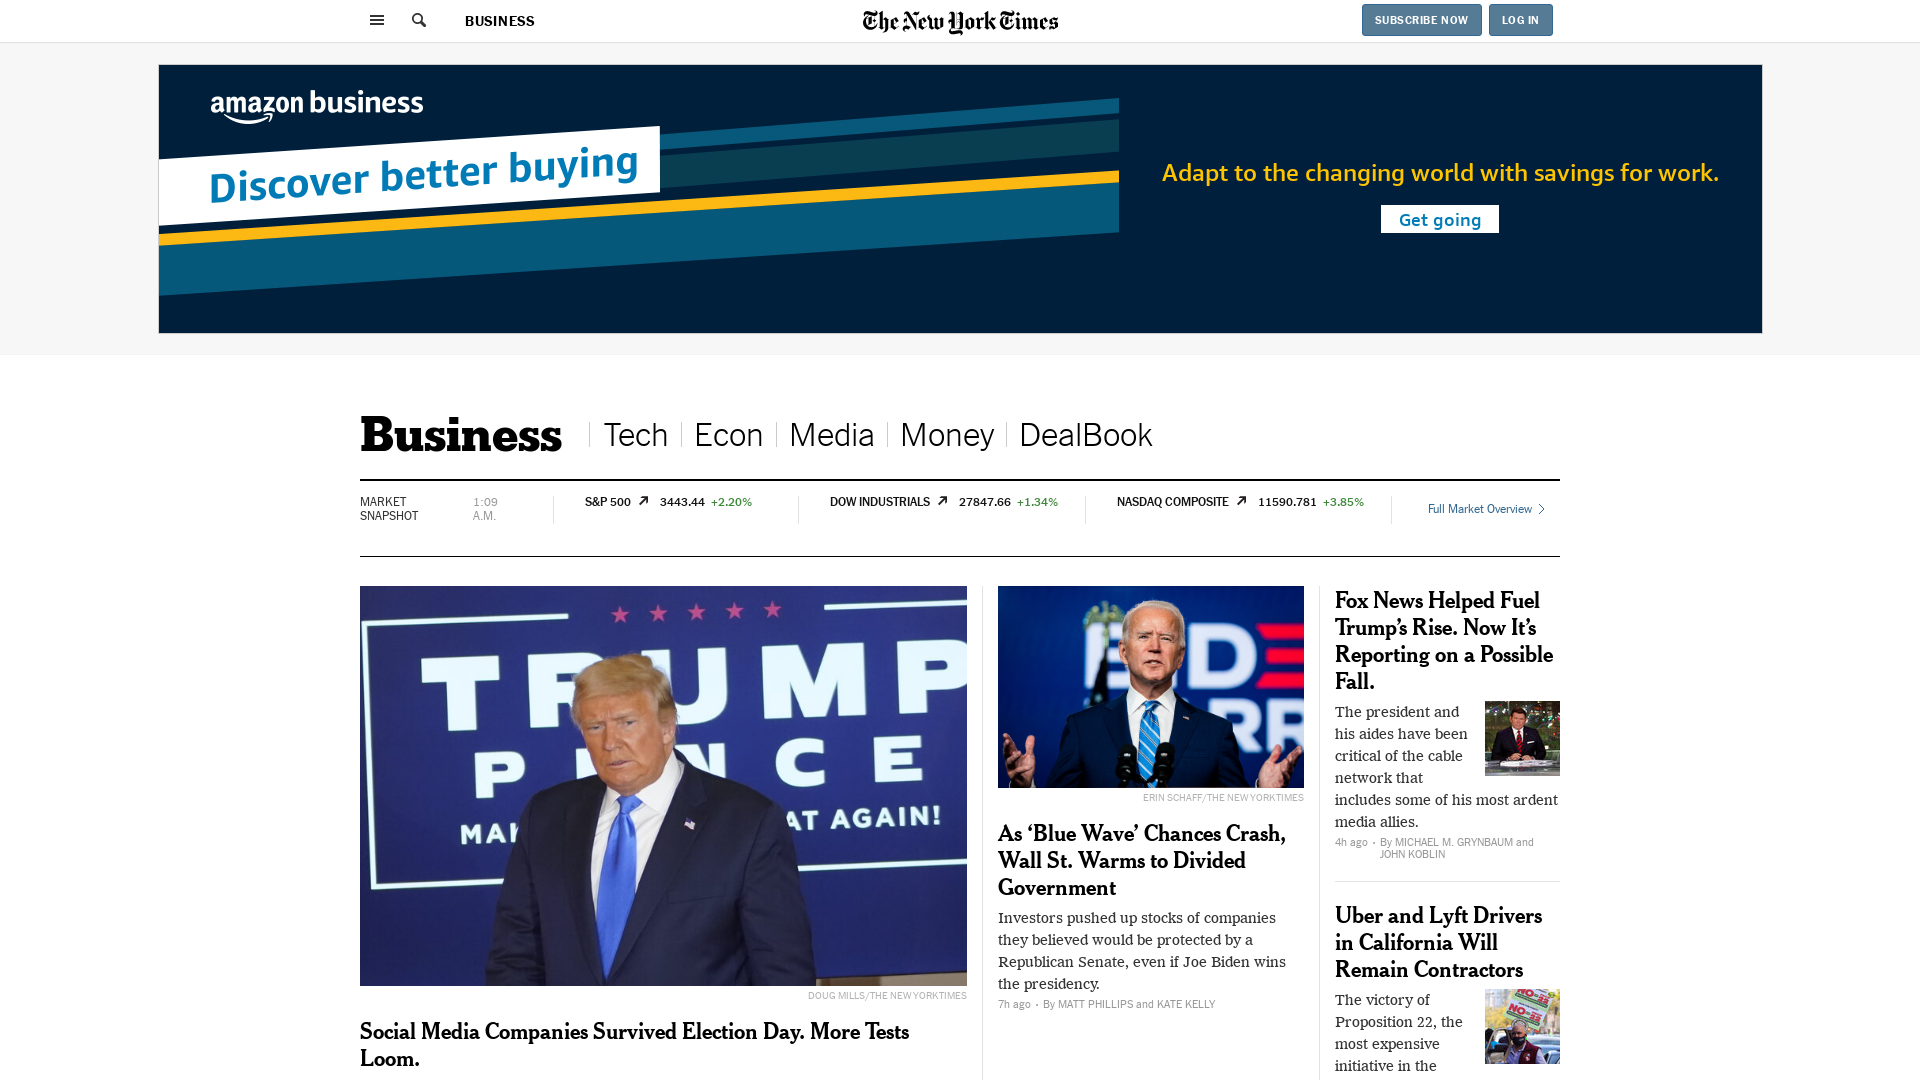 BUSINESS
The New York Times
SUBSCRIBE NOW
LOG IN
amazon business
Discover better buying
Adapt to the changing world with savings for work.
Get going
Business
Tech
Econ
Media
Money
DealBook
MARKET
SNAPSHOT
1:09
A.M.
S&P 500
3443.44 +2.20%
DOW INDUSTRIALS
27847.66 +1.34%
NASDAQ COMPOSITE
11590.781 +3.85%
Full Market Overview
TRUMP
PENCE
AT AGAIN!
DOUG MILLS/THE NEW YORK TIMES
Social Media Companies Survived Election Day. More Tests
Loom.
ERIN SCHAFF/THE NEW YORK TIMES
As ‘Blue Wave’ Chances Crash,
Wall St. Warms to Divided
Government
Investors pushed up stocks of companies
they believed would be protected by a
Republican Senate, even if Joe Biden wins
the presidency.
7h ago · By MATT PHILLIPS and KATE KELLY
Fox News Helped Fuel
Trump’s Rise. Now It’s
Reporting on a Possible
Fall.
The president and
his aides have been
critical of the cable
network that
includes some of his most ardent
media allies.
4h ago · By MICHAEL M. GRYNBAUM and
JOHN KOBLIN
Uber and Lyft Drivers
in California Will
Remain Contractors
The victory of
Proposition 22, the
most expensive
initiative in the